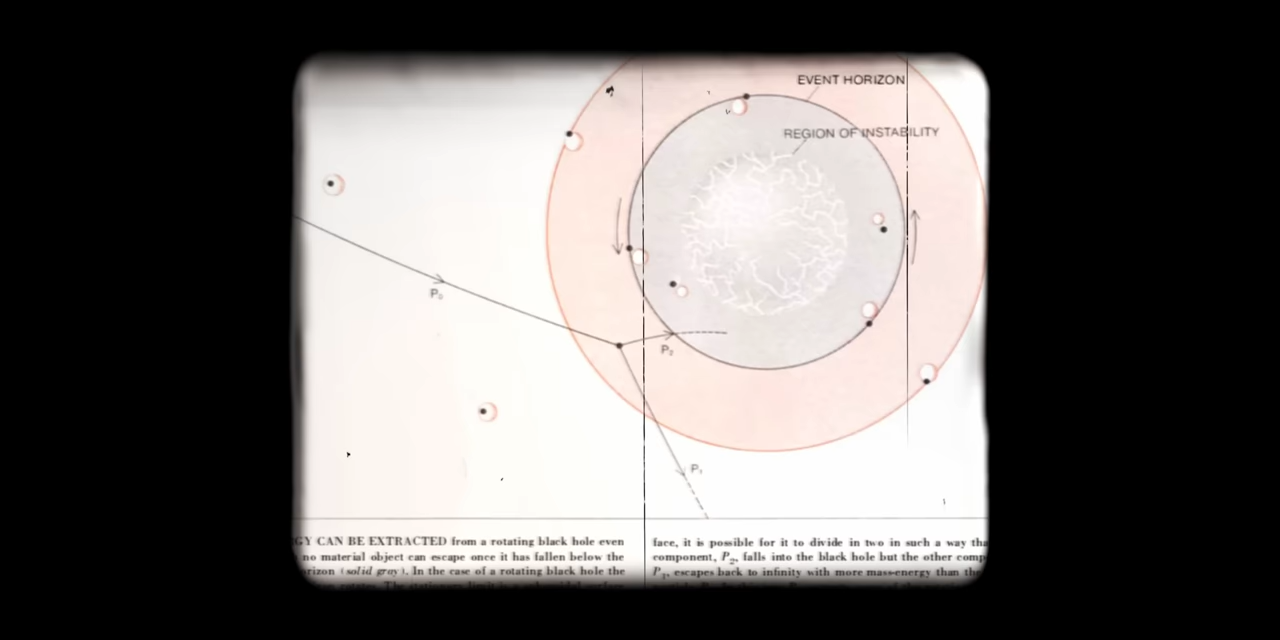 EVENT HORIZON
REGION OF INSTABILITY
P₀
P₂
P₁
GY CAN BE EXTRACTED from a rotating black hole even
no material object can escape once it has fallen below the
orizon (solid gray). In the case of a rotating black hole the
face, it is possible for it to divide in two in such a way tha
component, P₂, falls into the black hole but the other comp
P₁, escapes back to infinity with more mass-energy than the